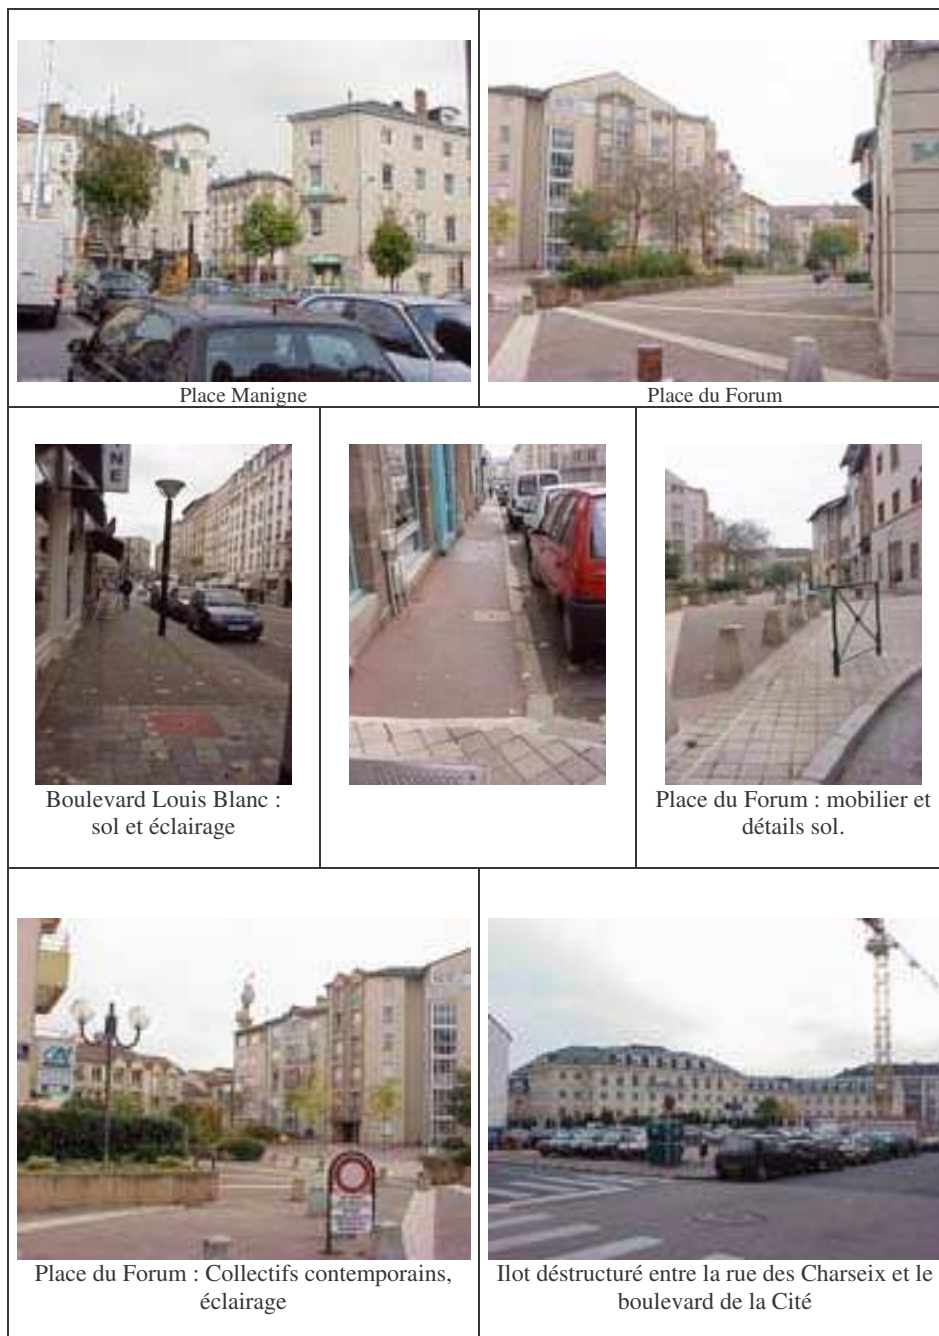 Place Manigne
Place du Forum
NE
Boulevard Louis Blanc :
sol et éclairage
Place du Forum : mobilier et
détails sol.
Place du Forum : Collectifs contemporains,
éclairage
Ilot déstructuré entre la rue des Charseix et le
boulevard de la Cité